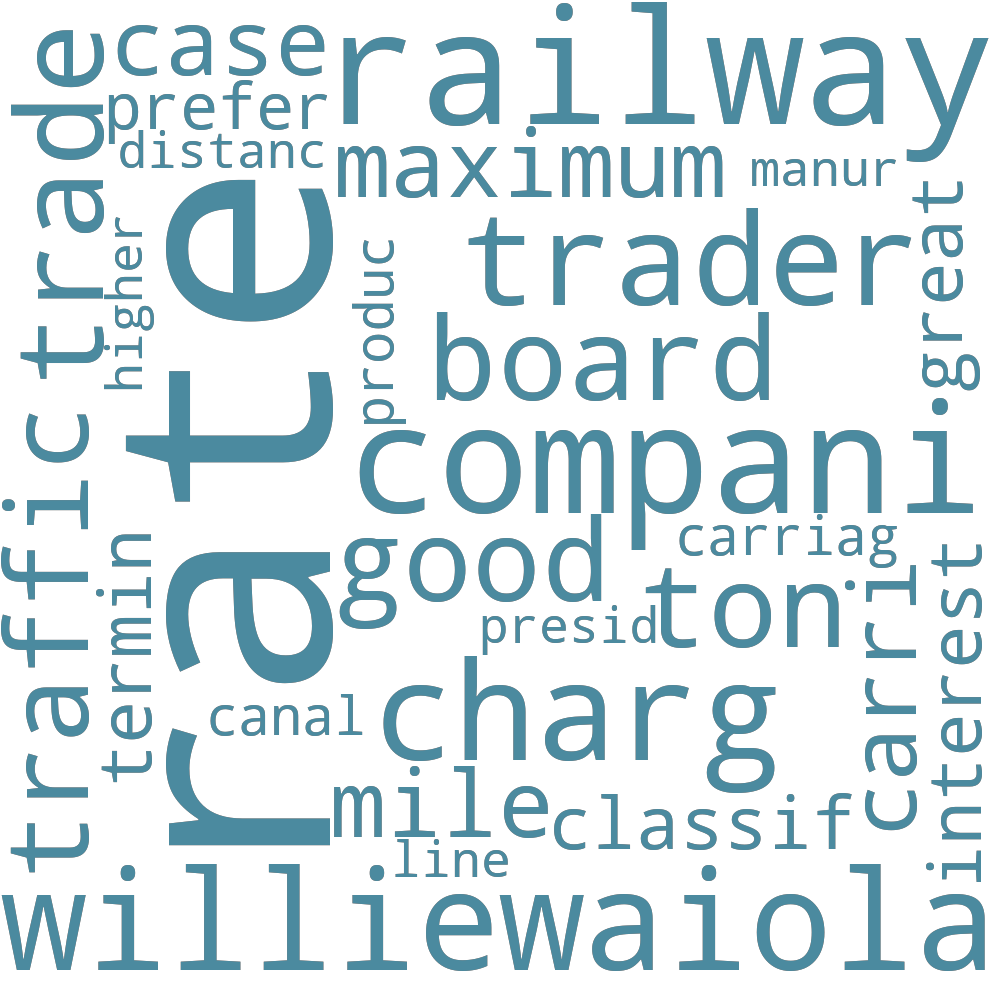 case
railway
prefer
distanc
maximum
manur
trade
higher
rate
produc
trader
great
board
compani
traffic
termin
good
carriag
ton
presid
carri
interest
canal
charg
mile
classif
line
williewaiola